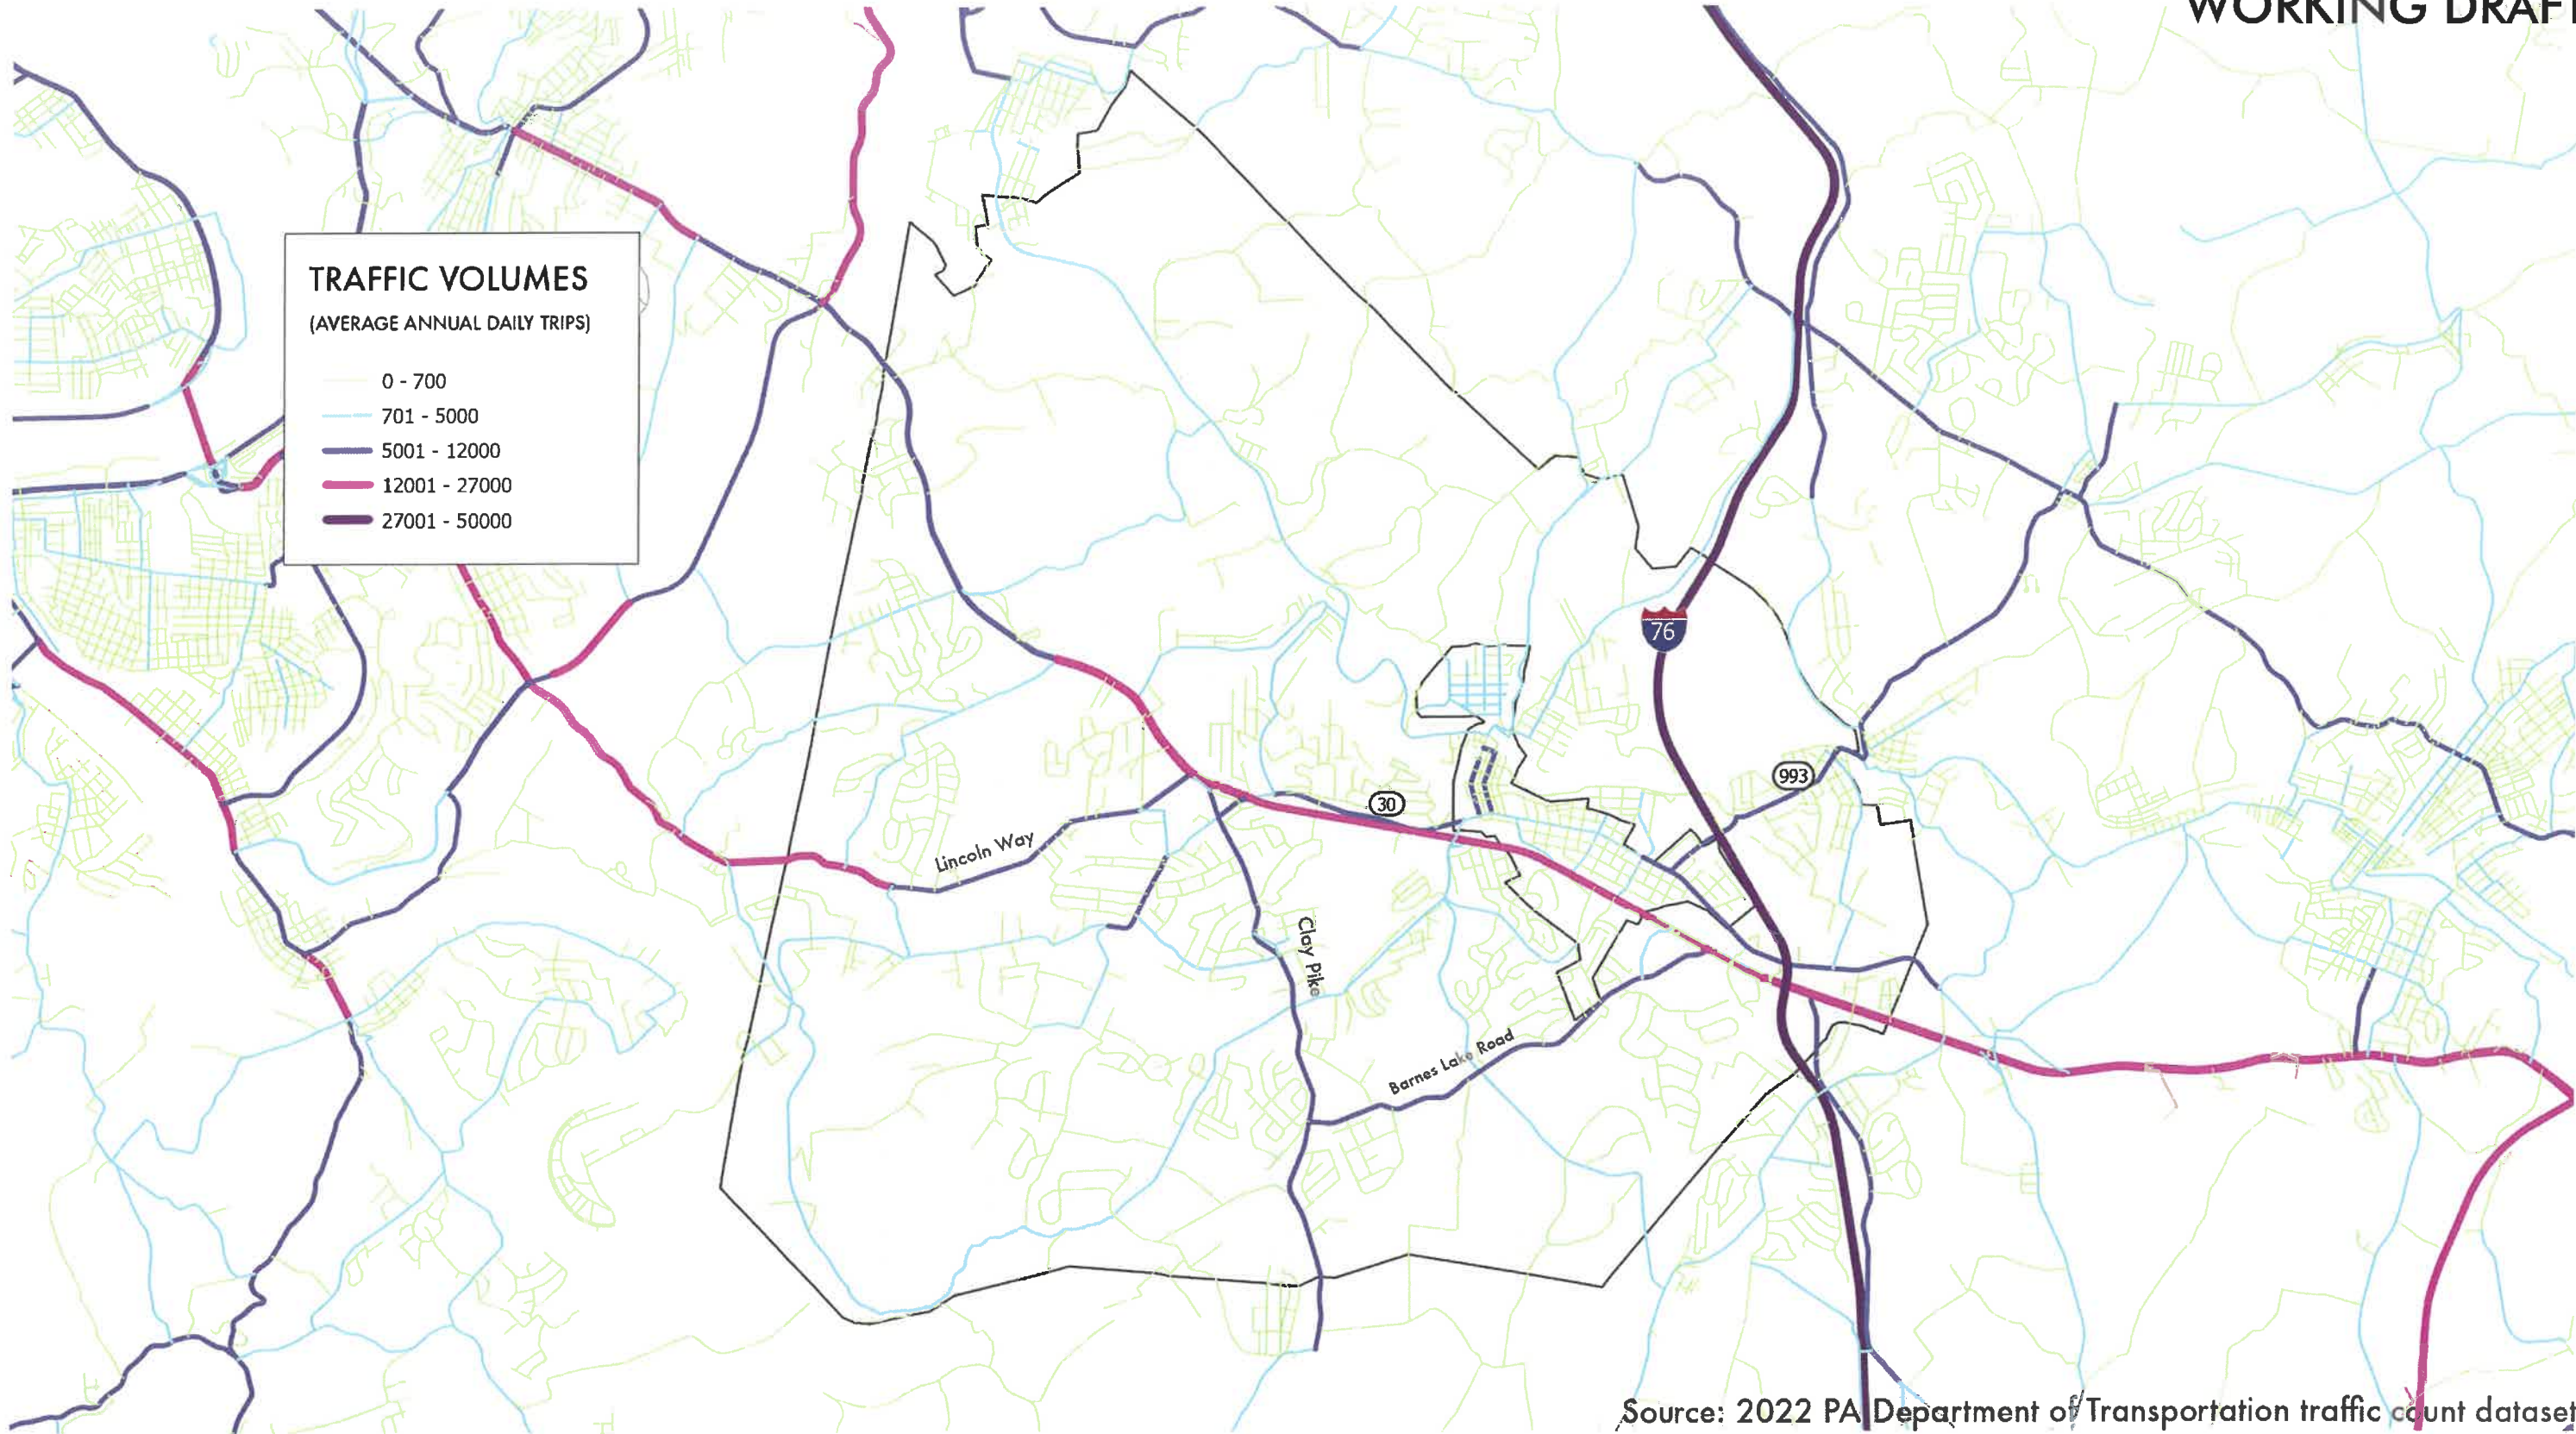 WORKING DRAF
TRAFFIC VOLUMES
(AVERAGE ANNUAL DAILY TRIPS)
0 - 700
701 - 5000
5001 - 12000
12001 - 27000
27001 - 50000
76
993
30
Lincoln Way
Clay Pike
Barnes Lake Road
Source: 2022 PA Department of Transportation traffic count dataset